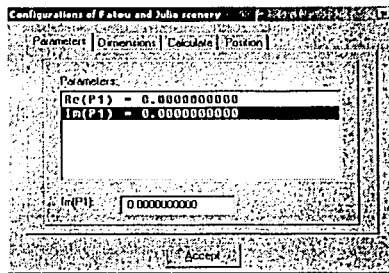 Configurations of Fatou and Julia scenery
Parameters Dimensions Calculate Position
Parameters:
Re(P1) = 0.0000000000
Im(P1) = 0.0000000000
Im(P1): 0.0000000000
Accept